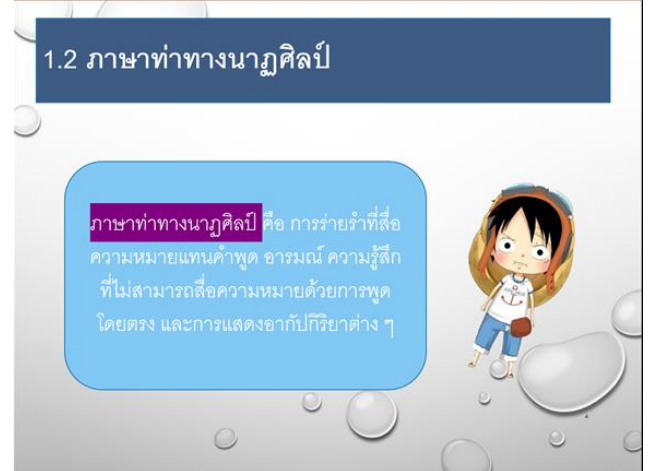 1.2 ภาษาท่าทางนาฏศิลป์
ภาษาท่าทางนาฏศิลป์ คือ การร่ายรำที่สื่อ
ความหมายแทนคำพูด อารมณ์ ความรู้สึก
ที่ไม่สามารถสื่อความหมายด้วยการพูด
โดยตรง และการแสดงอากัปกิริยาต่าง ๆ